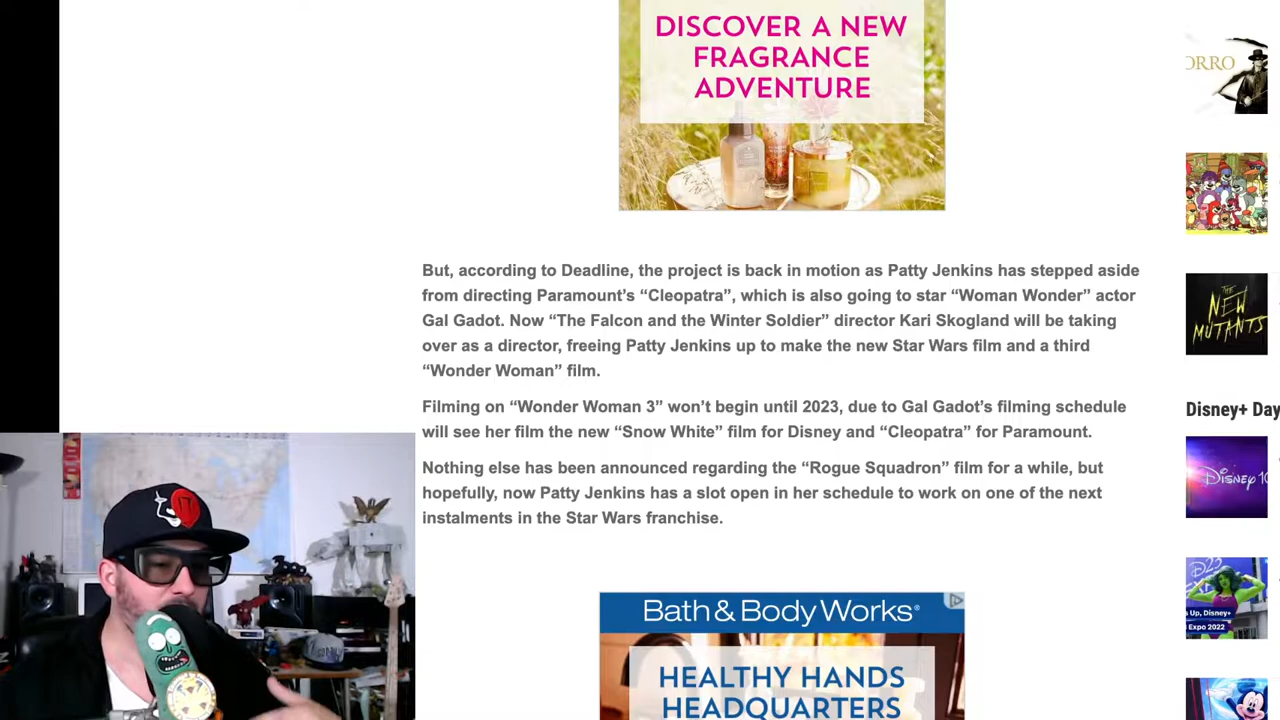 DISCOVER A NEW
FRAGRANCE
ADVENTURE
ORRO
But, according to Deadline, the project is back in motion as Patty Jenkins has stepped aside
from directing Paramount’s “Cleopatra”, which is also going to star “Woman Wonder” actor
Gal Gadot. Now “The Falcon and the Winter Soldier” director Kari Skogland will be taking
over as a director, freeing Patty Jenkins up to make the new Star Wars film and a third
“Wonder Woman” film.
THE
NEW
MUTANTS
Filming on “Wonder Woman 3” won’t begin until 2023, due to Gal Gadot’s filming schedule
will see her film the new “Snow White” film for Disney and “Cleopatra” for Paramount.
Disney+ Day
Nothing else has been announced regarding the “Rogue Squadron” film for a while, but
hopefully, now Patty Jenkins has a slot open in her schedule to work on one of the next
instalments in the Star Wars franchise.
Disney 10
Bath & Body Works®
HEALTHY HANDS
HEADQUARTERS
D23
s Up, Disney+
l Expo 2022